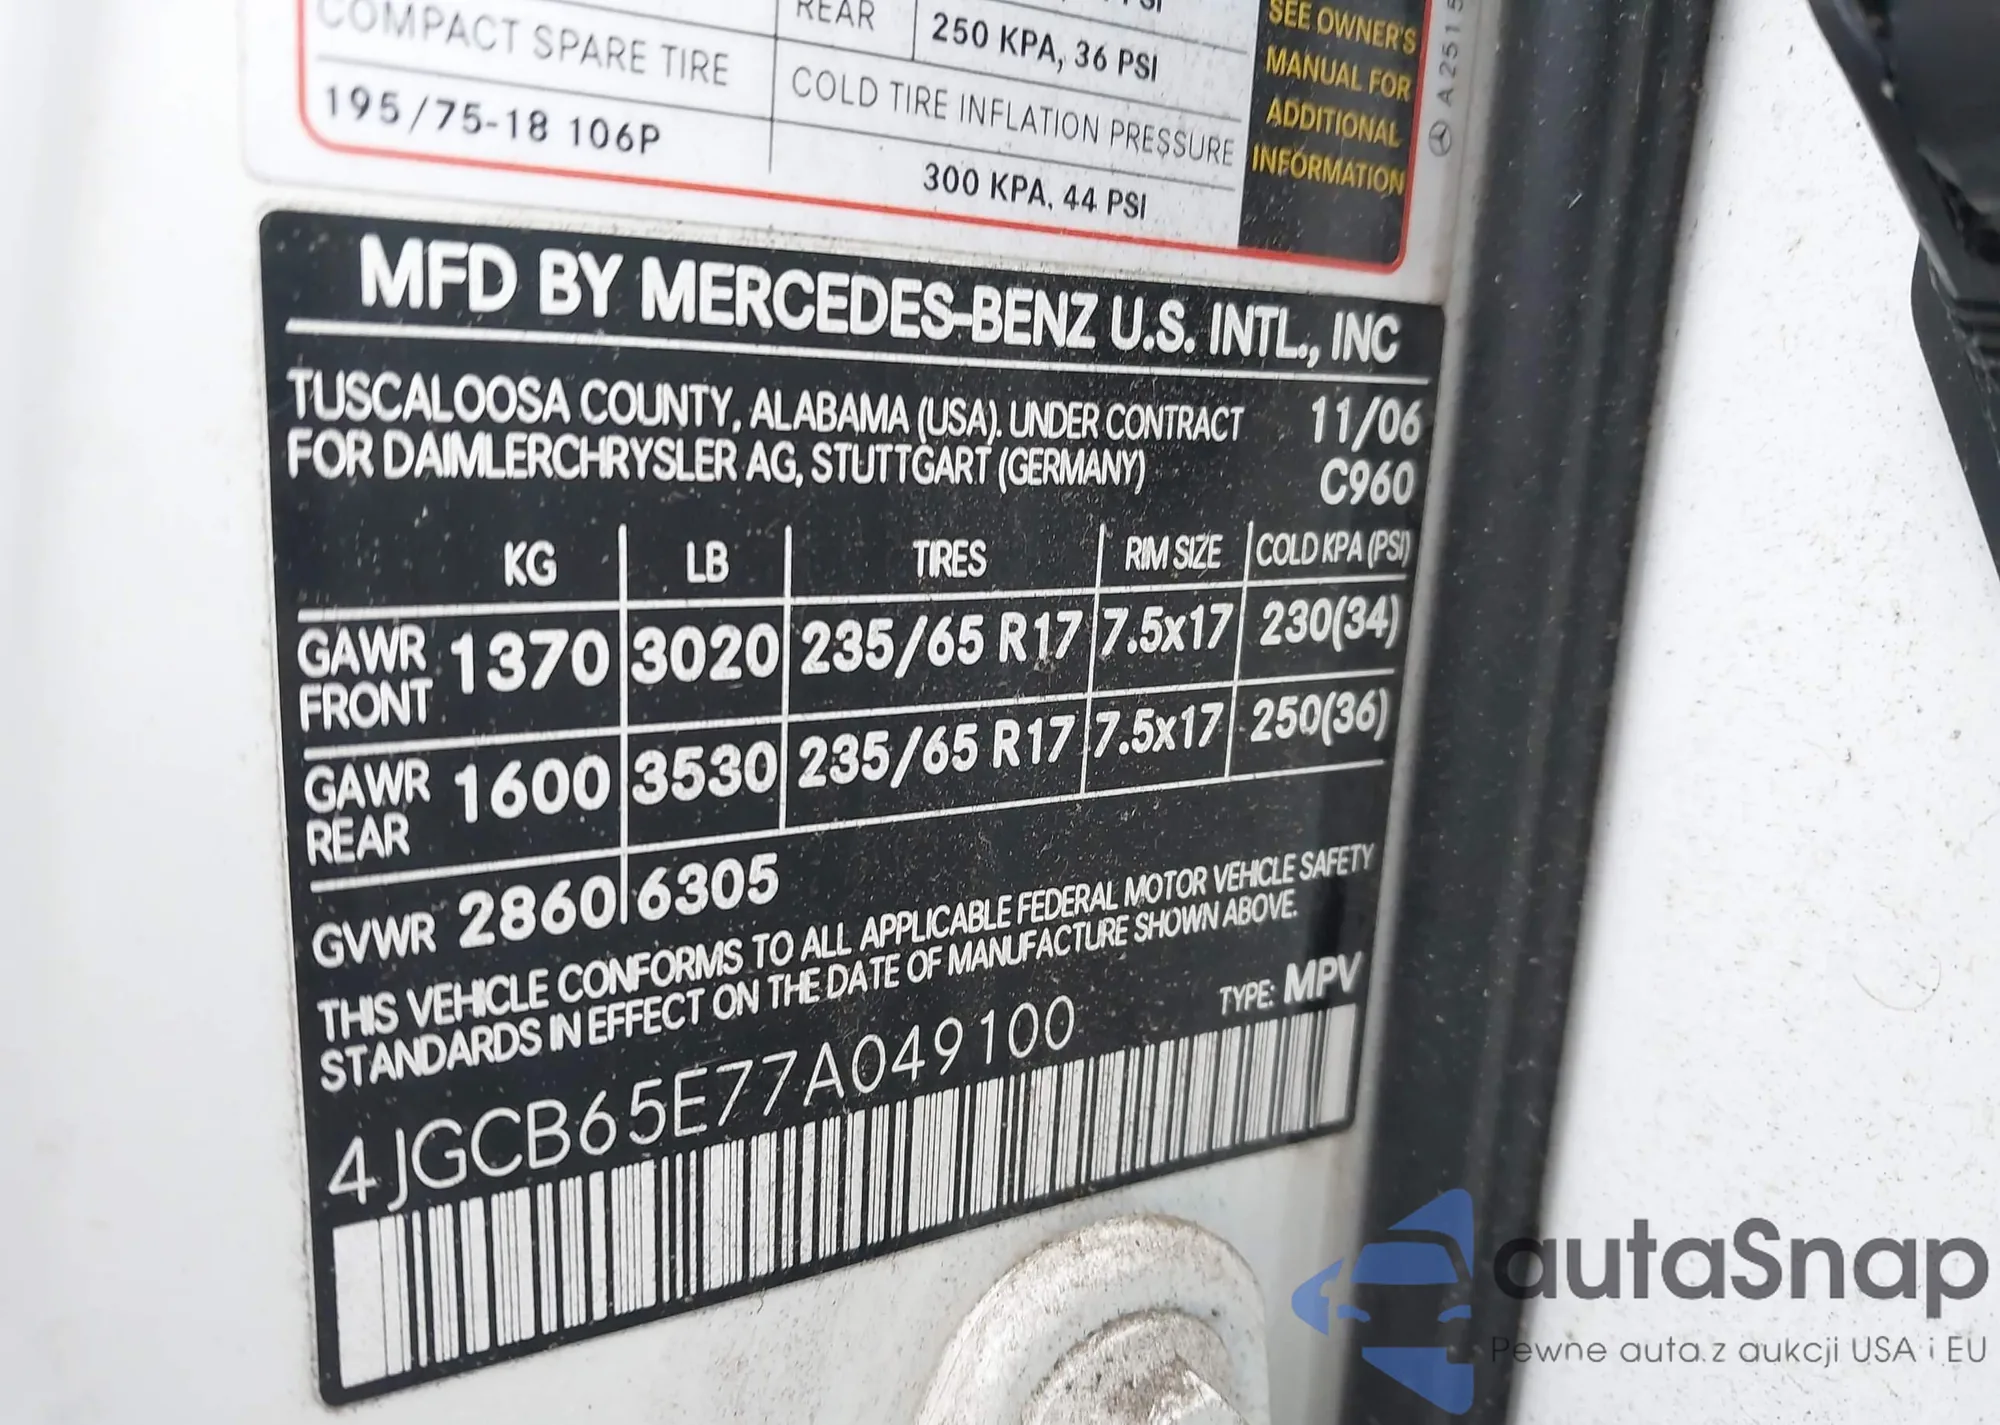 REAR
250 KPA, 36 PSI
COMPACT SPARE TIRE
195/75-18 106P
COLD TIRE INFLATION PRESSURE
300 KPA, 44 PSI
SEE OWNER'S
MANUAL FOR
ADDITIONAL
INFORMATION
MFD BY MERCEDES-BENZ U.S. INTL., INC
TUSCALOOSA COUNTY, ALABAMA (USA). UNDER CONTRACT 11/06
FOR DAIMLERCHRYSLER AG, STUTTGART (GERMANY) C960
KG LB TIRES RIM SIZE COLD KPA (PSI)
GAWR FRONT 1370 3020 235/65 R17 7.5x17 230(34)
GAWR REAR 1600 3530 235/65 R17 7.5x17 250(36)
GVWR 2860 6305
THIS VEHICLE CONFORMS TO ALL APPLICABLE FEDERAL MOTOR VEHICLE SAFETY
STANDARDS IN EFFECT ON THE DATE OF MANUFACTURE SHOWN ABOVE.
TYPE: MPV
4JGCB65E77A049100
autaSnap
Pewne auta z aukcji USA i EU